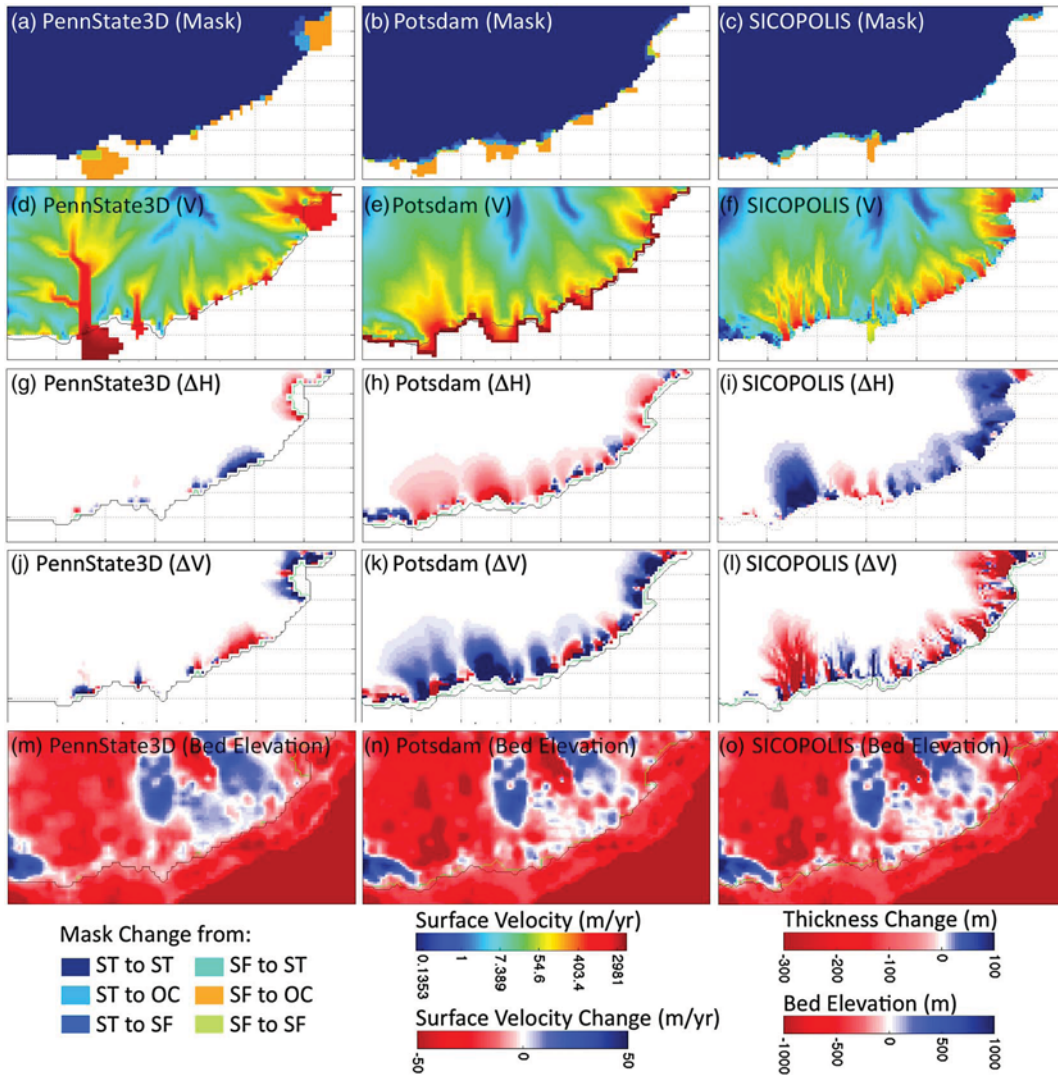 (a) PennState3D (Mask)
(b) Potsdam (Mask)
(c) SICOPOLIS (Mask)
(d) PennState3D (V)
(e) Potsdam (V)
(f) SICOPOLIS (V)
(g) PennState3D (ΔH)
(h) Potsdam (ΔH)
(i) SICOPOLIS (ΔH)
(j) PennState3D (ΔV)
(k) Potsdam (ΔV)
(l) SICOPOLIS (ΔV)
(m) PennState3D (Bed Elevation)
(n) Potsdam (Bed Elevation)
(o) SICOPOLIS (Bed Elevation)
Mask Change from:
ST to ST
SF to ST
ST to OC
SF to OC
ST to SF
SF to SF
Surface Velocity (m/yr)
0.1353 1 7.389 54.6 403.4 2981
Surface Velocity Change (m/yr)
-50 0 50
Thickness Change (m)
-300 -200 -100 0 100
Bed Elevation (m)
-1000 -500 0 500 1000